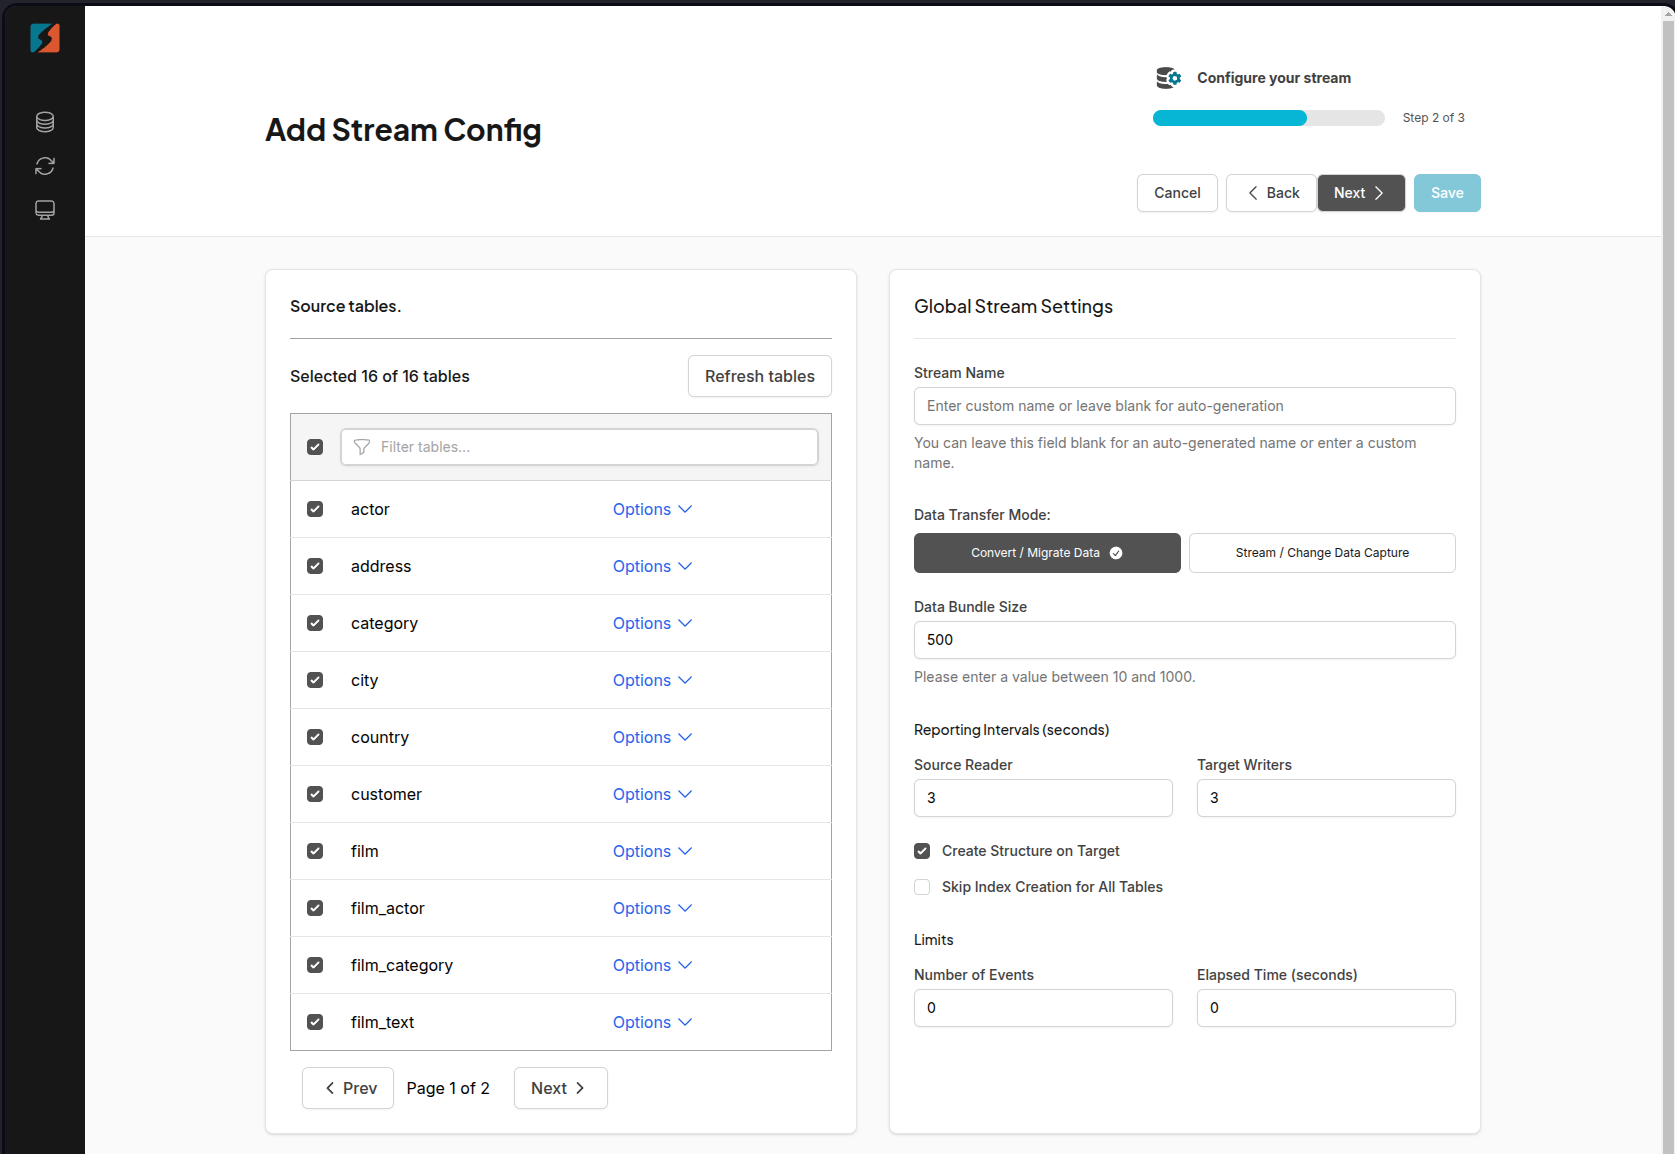 Configure your stream
Add Stream Config
Step 2 of 3
Cancel
Back
Next
Save
Source tables.
Selected 16 of 16 tables
Refresh tables
Filter tables...
actor Options
address Options
category Options
city Options
country Options
customer Options
film Options
film_actor Options
film_category Options
film_text Options
Prev
Page 1 of 2
Next
Global Stream Settings
Stream Name
Enter custom name or leave blank for auto-generation
You can leave this field blank for an auto-generated name or enter a custom
name.
Data Transfer Mode:
Convert / Migrate Data
Stream / Change Data Capture
Data Bundle Size
500
Please enter a value between 10 and 1000.
Reporting Intervals (seconds)
Source Reader Target Writers
3 3
Create Structure on Target
Skip Index Creation for All Tables
Limits
Number of Events Elapsed Time (seconds)
0 0